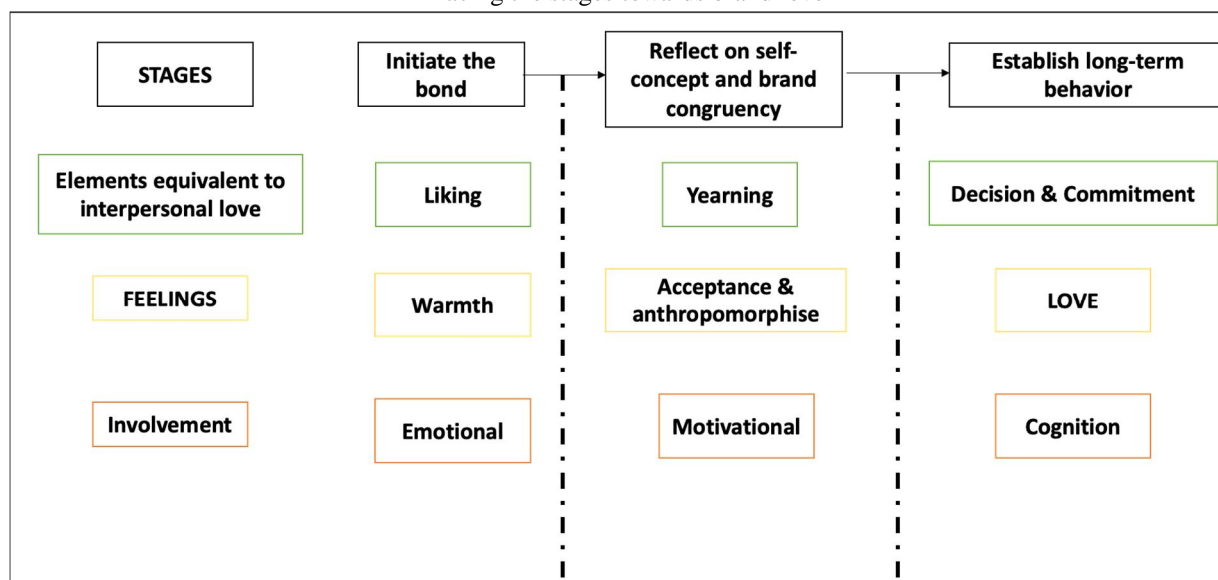 STAGES
Initiate the
bond
Reflect on self-
concept and brand
congruency
Establish long-term
behavior
Elements equivalent to
interpersonal love
Liking
Yearning
Decision & Commitment
FEELINGS
Warmth
Acceptance &
anthropomorphise
LOVE
Involvement
Emotional
Motivational
Cognition